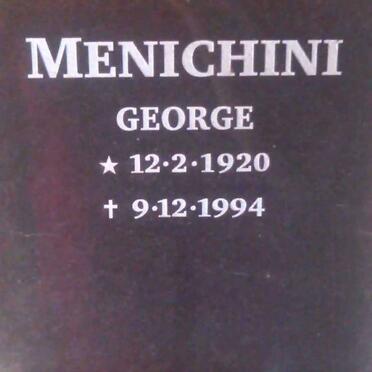 MENICHINI
GEORGE
★ 12·2·1920
✝ 9·12·1994